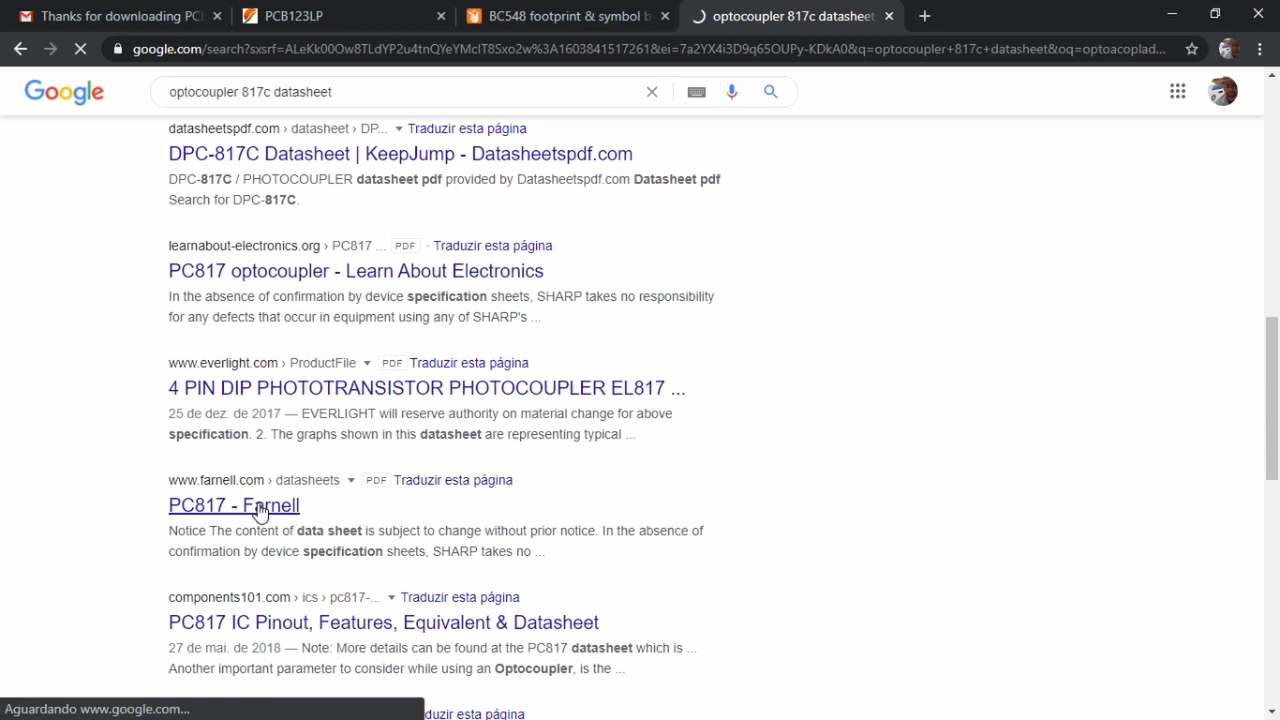 Thanks for downloading PC
PCB123LP
BC548 footprint & symbol b
optocoupler 817c datasheet
google.com/search?sxsrf=ALeKk00Ow8TLdYP2u4tnQYeYMclT8Sxo2w%3A1603841517261&ei=7a2YX4i3D9q65OUPy-KDkA0&q=optocoupler+817c+datasheet&oq=optoacoplad...
Google
optocoupler 817c datasheet
datasheetspdf.com › datasheet › DP... Traduzir esta página
DPC-817C Datasheet | KeepJump - Datasheetspdf.com
DPC-817C / PHOTOCOUPLER datasheet pdf provided by Datasheetspdf.com Datasheet pdf
Search for DPC-817C.
learnabout-electronics.org › PC817 ... PDF · Traduzir esta página
PC817 optocoupler - Learn About Electronics
In the absence of confirmation by device specification sheets, SHARP takes no responsibility
for any defects that occur in equipment using any of SHARP's ...
www.everlight.com › ProductFile PDF Traduzir esta página
4 PIN DIP PHOTOTRANSISTOR PHOTOCOUPLER EL817 ...
25 de dez. de 2017 — EVERLIGHT will reserve authority on material change for above
specification. 2. The graphs shown in this datasheet are representing typical ...
www.farnell.com › datasheets PDF Traduzir esta página
PC817 - Farnell
Notice The content of data sheet is subject to change without prior notice. In the absence of
confirmation by device specification sheets, SHARP takes no ...
components101.com › ics › pc817-... Traduzir esta página
PC817 IC Pinout, Features, Equivalent & Datasheet
27 de mai. de 2018 — Note: More details can be found at the PC817 datasheet which is ...
Another important parameter to consider while using an Optocoupler, is the ...
Aguardando www.google.com...
duzir esta página